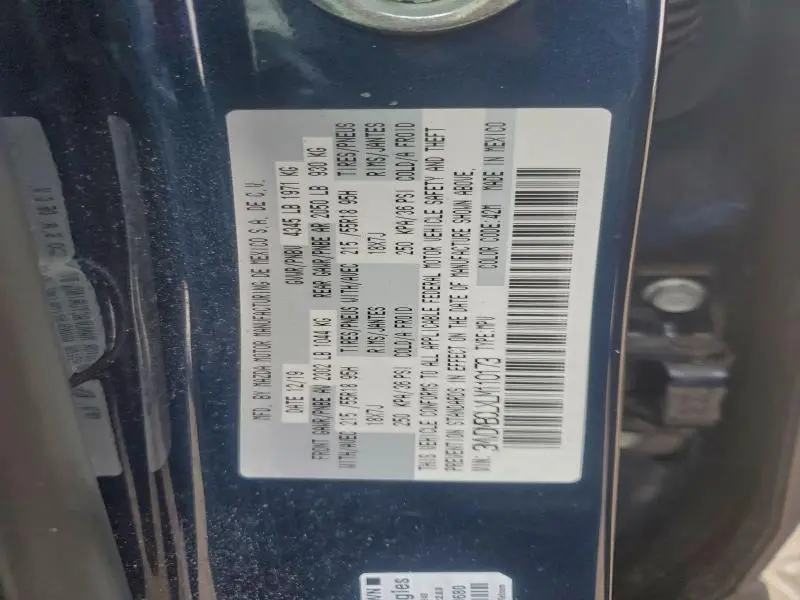 MFD. BY MAZDA MOTOR MANUFACTURING DE MEXICO S.A. DE C.V.
DATE 12/19 GVWR/PNBV 4345 LB 1971 KG
FRONT GAWR/PNBE AV 2302 LB 1044 KG REAR GAWR/PNBE AR 2050 LB 930 KG
WITH/AVEC 215/55R18 95H TIRES/PNEUS WITH/AVEC 215/55R18 95H TIRES/PNEUS
18X7J RIMS/JANTES 18X7J RIMS/JANTES
250 KPA/36 PSI COLD/A FROID 250 KPA/36 PSI COLD/A FROID
THIS VEHICLE CONFORMS TO ALL APPLICABLE FEDERAL MOTOR VEHICLE SAFETY AND THEFT
PREVENTION STANDARDS IN EFFECT ON THE DATE OF MANUFACTURE SHOWN ABOVE.
VIN: TYPE:MPV COLOR CODE:42M MADE IN MEXICO
WN
gies